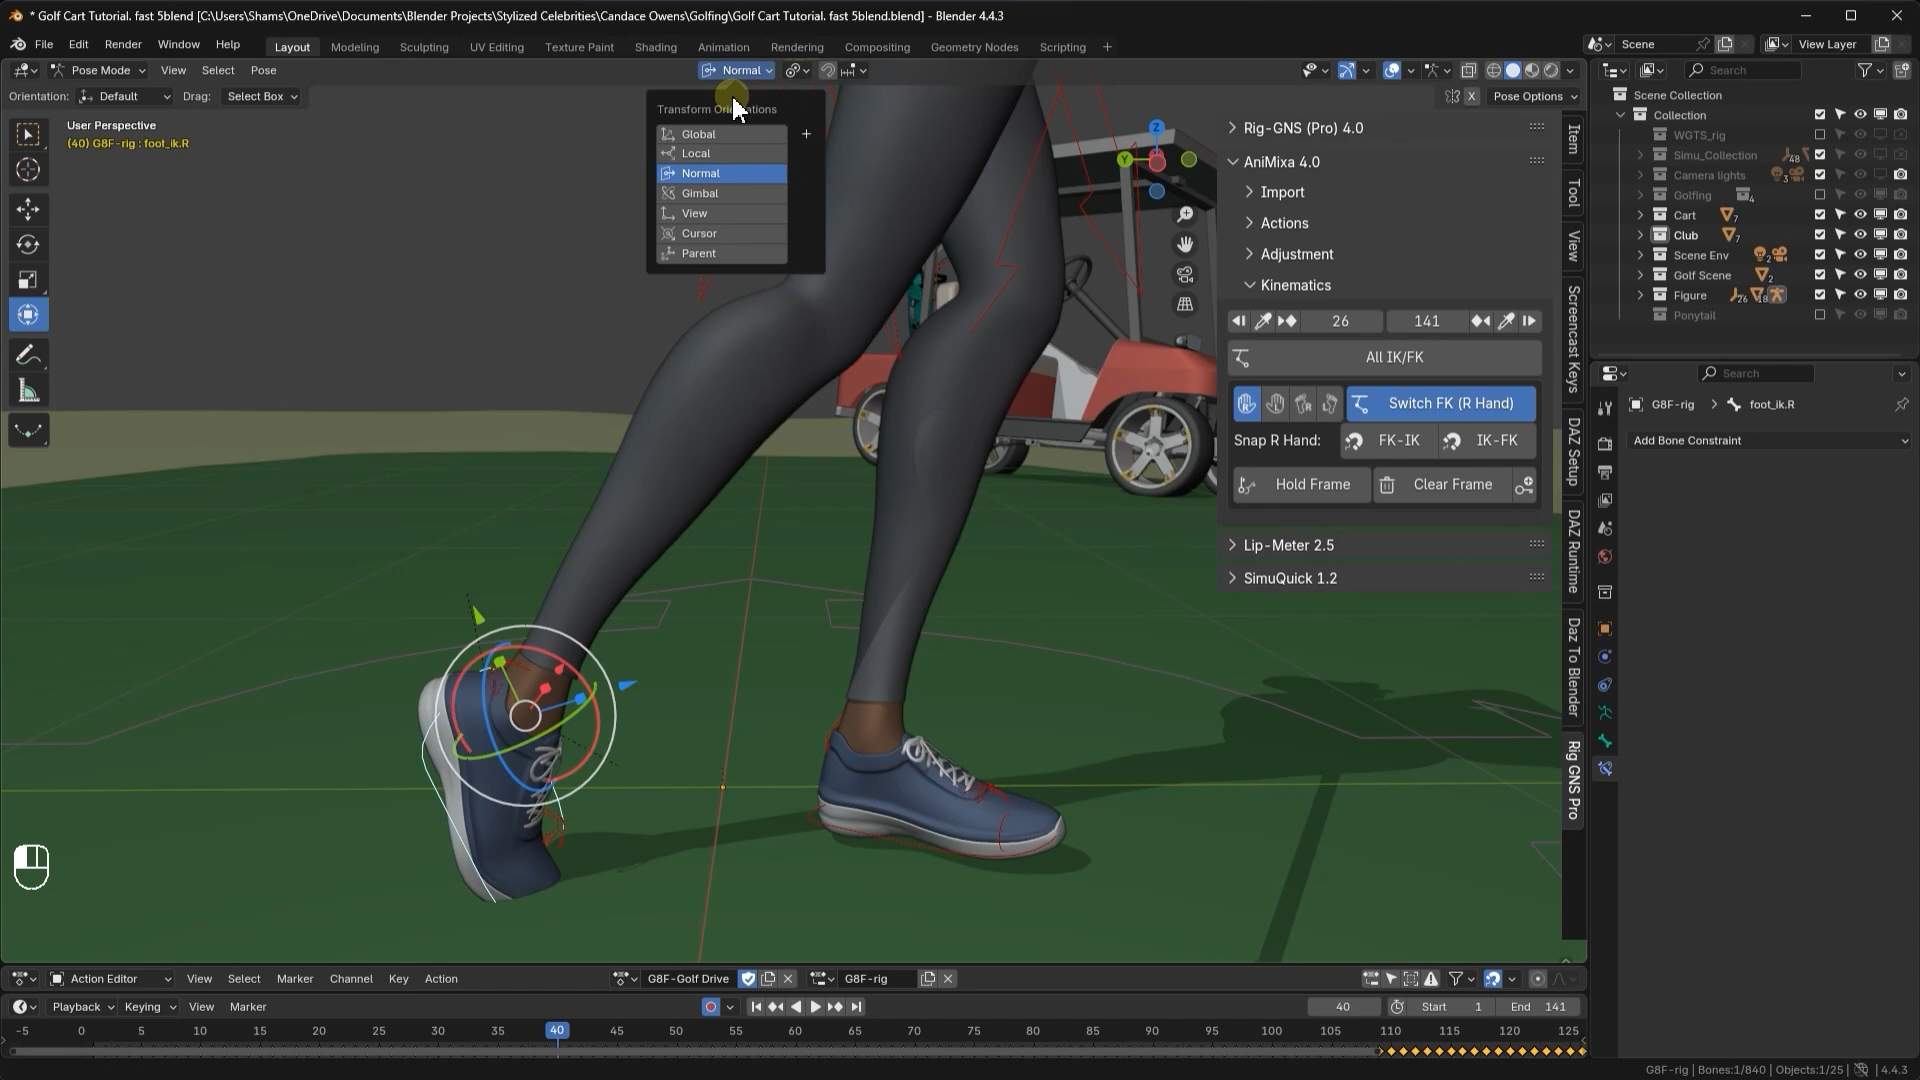 * Golf Cart Tutorial. fast 5blend [C:\Users\Shams\OneDrive\Documents\Blender Projects\Stylized Celebrities\Candace Owens\Golfing\Golf Cart Tutorial. fast 5blend.blend] - Blender 4.4.3
File Edit Render Window Help Layout Modeling Sculpting UV Editing Texture Paint Shading Animation Rendering Compositing Geometry Nodes Scripting + Scene View Layer
Pose Mode View Select Pose Normal Search
Orientation: Default Drag: Select Box X Pose Options
User Perspective
(40) G8F-rig : foot_ik.R
Transform Orientations
Global
Local
Normal
Gimbal
View
Cursor
Parent
Z
Y
Rig-GNS (Pro) 4.0
AniMixa 4.0
Import
Actions
Adjustment
Kinematics
26 141
All IK/FK
Switch FK (R Hand)
Snap R Hand: FK-IK IK-FK
Hold Frame Clear Frame
Lip-Meter 2.5
SimuQuick 1.2
Item
Tool
View
Screencast Keys
DAZ Setup
DAZ Runtime
Daz To Blender
Rig GNS Pro
Scene Collection
Collection
WGTS_rig
Simu_Collection 48
Camera lights 3
Golfing 4
Cart 7
Club 7
Scene Env 2
Golf Scene 2
Figure 26 18
Ponytail
Search
G8F-rig > foot_ik.R
Add Bone Constraint
Action Editor View Select Marker Channel Key Action G8F-Golf Drive G8F-rig
Playback Keying View Marker 40 Start 1 End 141
-5 0 5 10 15 20 25 30 35 40 45 50 55 60 65 70 75 80 85 90 95 100 105 110 115 120 125
G8F-rig | Bones:1/840 | Objects:1/25 | 4.4.3